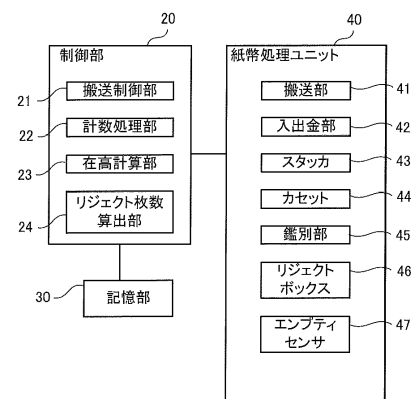 20
制御部
21
搬送制御部
22
計数処理部
23
在高計算部
24
リジェクト枚数
算出部
30
記憶部
40
紙幣処理ユニット
搬送部
41
入出金部
42
スタッカ
43
カセット
44
鑑別部
45
リジェクト
ボックス
46
エンプティ
センサ
47